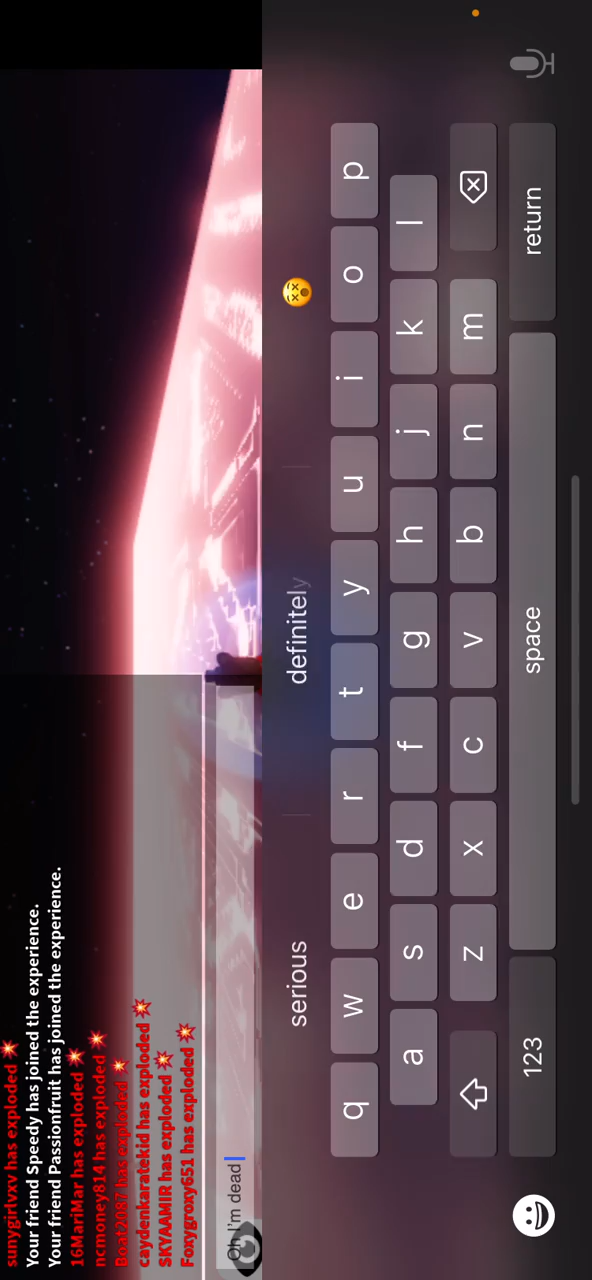 sunygirlvxv has exploded 💥
Your friend Speedy has joined the experience.
Your friend Passionfruit has joined the experience.
16MariMar has exploded 💥
ncmoney814 has exploded 💥
Boat2087 has exploded 💥
caydenkaratekid has exploded 💥
SKYAAMIR has exploded 💥
Foxygroxy651 has exploded 💥
Oh I'm dead
serious definitely 😵
q w e r t y u i o p
a s d f g h j k l
z x c v b n m
123 space return